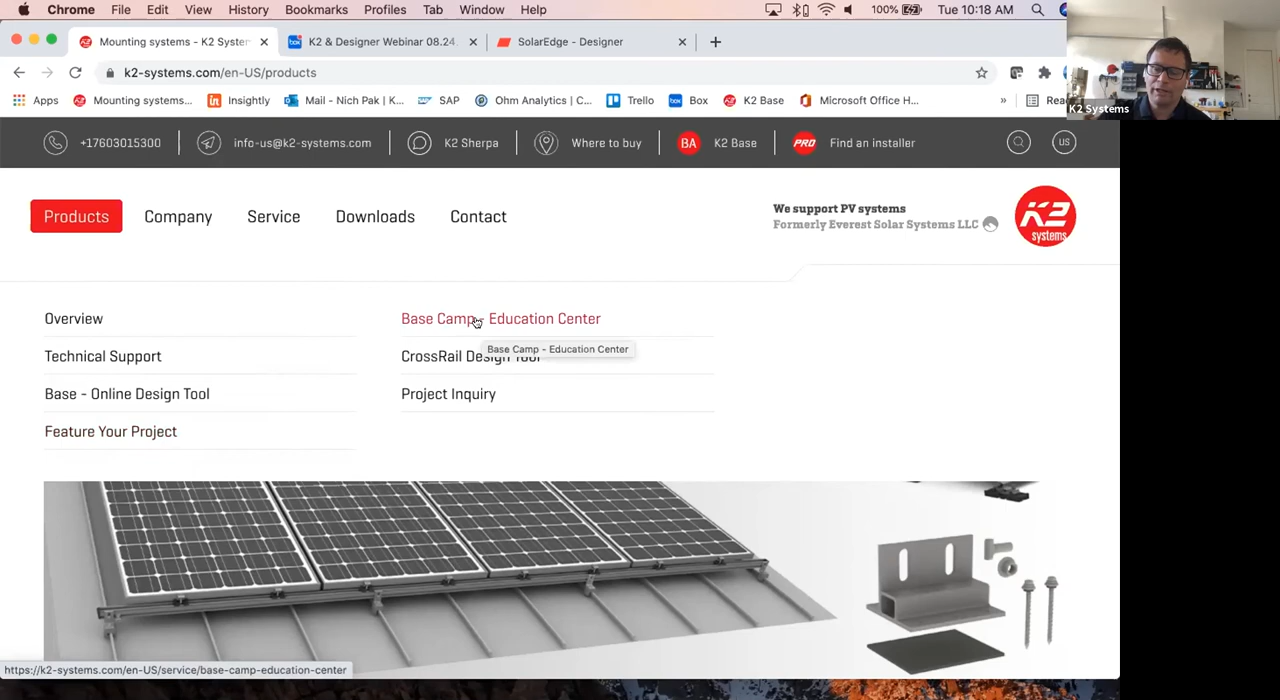 Chrome File Edit View History Bookmarks Profiles Tab Window Help 100% Tue 10:18 AM
Mounting systems - K2 System
K2 & Designer Webinar 08.24.
SolarEdge - Designer
k2-systems.com/en-US/products
Apps Mounting systems... Insightly Mail - Nich Pak | K... SAP Ohm Analytics | C... Trello Box K2 Base Microsoft Office H... »
K2 Systems
+17603015300 info-us@k2-systems.com K2 Sherpa Where to buy BA K2 Base PRO Find an installer US
Products Company Service Downloads Contact
We support PV systems
Formerly Everest Solar Systems LLC
K2
systems
Overview
Technical Support
Base - Online Design Tool
Feature Your Project
Base Camp - Education Center
Base Camp - Education Center
CrossRail Design Tool
Project Inquiry
https://k2-systems.com/en-US/service/base-camp-education-center